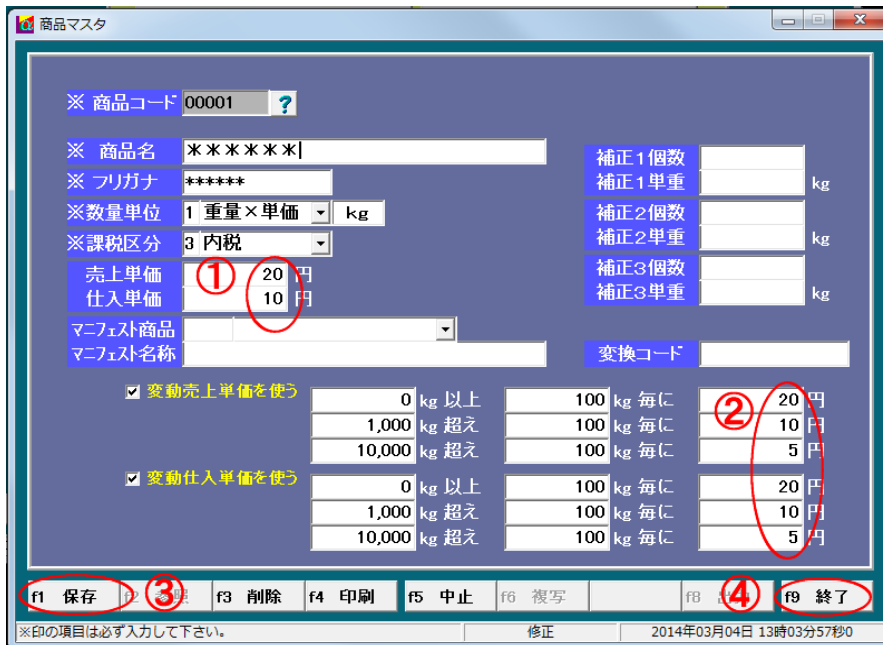 商品マスタ
※ 商品コード 00001 ?
※ 商品名 ******
※ フリガナ ******
※数量単位 1 重量×単価 kg
※課税区分 3 内税
売上単価 ① 20 円
仕入単価 10 円
マニフェスト商品
マニフェスト名称
補正1個数
補正1単重 kg
補正2個数
補正2単重 kg
補正3個数
補正3単重 kg
変換コード
変動売上単価を使う
0 kg 以上 100 kg 毎に ② 20 円
1,000 kg 超え 100 kg 毎に 10 円
10,000 kg 超え 100 kg 毎に 5 円
変動仕入単価を使う
0 kg 以上 100 kg 毎に 20 円
1,000 kg 超え 100 kg 毎に 10 円
10,000 kg 超え 100 kg 毎に 5 円
f1 保存 f2 ③ f3 削除 f4 印刷 f5 中止 f6 複写 f8 ④ f9 終了
※印の項目は必ず入力して下さい。 修正 2014年03月04日 13時03分57秒0